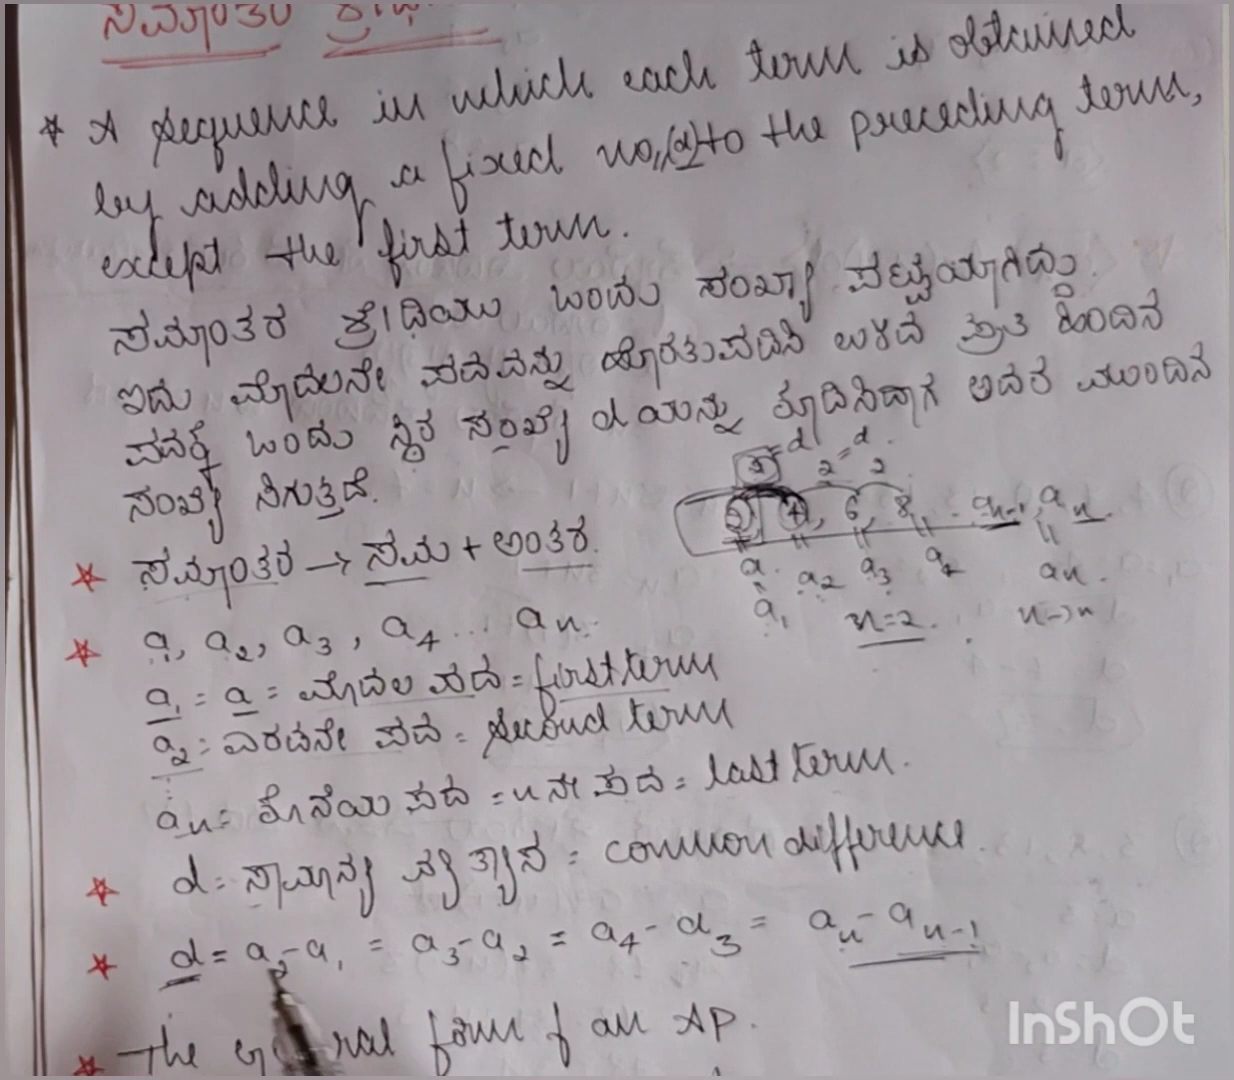 ಸಮಾಂತರ ಶ್ರೇಢಿ
* A sequence in which each term is obtained
by adding a fixed no,(d) to the preceding term,
except the first term.
ಸಮಾಂತರ ಶ್ರೇಢಿಯು ಒಂದು ಸಂಖ್ಯಾ ಪಟ್ಟಿಯಾಗಿದ್ದು
ಇದು ಮೊದಲನೇ ಪದವನ್ನು ಹೊರತುಪಡಿಸಿ ಉಳಿದ ಪ್ರತಿ ಹಿಂದಿನ
ಪದಕ್ಕೆ ಒಂದು ಸ್ಥಿರ ಸಂಖ್ಯೆ d ಯನ್ನು ಕೂಡಿಸಿದಾಗ ಅದರ ಮುಂದಿನ
ಸಂಖ್ಯೆ ಸಿಗುತ್ತದೆ.
2=d 2=d 2
2, 4, 6, 8, ... aₙ₋₁, aₙ
a a₂ a₃ a₄ aₙ.
a₁ n=2. n→n
* ಸಮಾಂತರ → ಸಮ + ಅಂತರ.
* a, a₂, a₃, a₄ ... aₙ.
a₁ = a = ಮೊದಲ ಪದ = first term
a₂ = ಎರಡನೇ ಪದ = second term
aₙ = ಕೊನೆಯ ಪದ = n ನೇ ಪದ = last term.
* d = ಸಾಮಾನ್ಯ ವ್ಯತ್ಯಾಸ = common difference.
* d = a₂-a₁ = a₃-a₂ = a₄-a₃ = aₙ-aₙ₋₁
* The general form of an AP.
InShOt